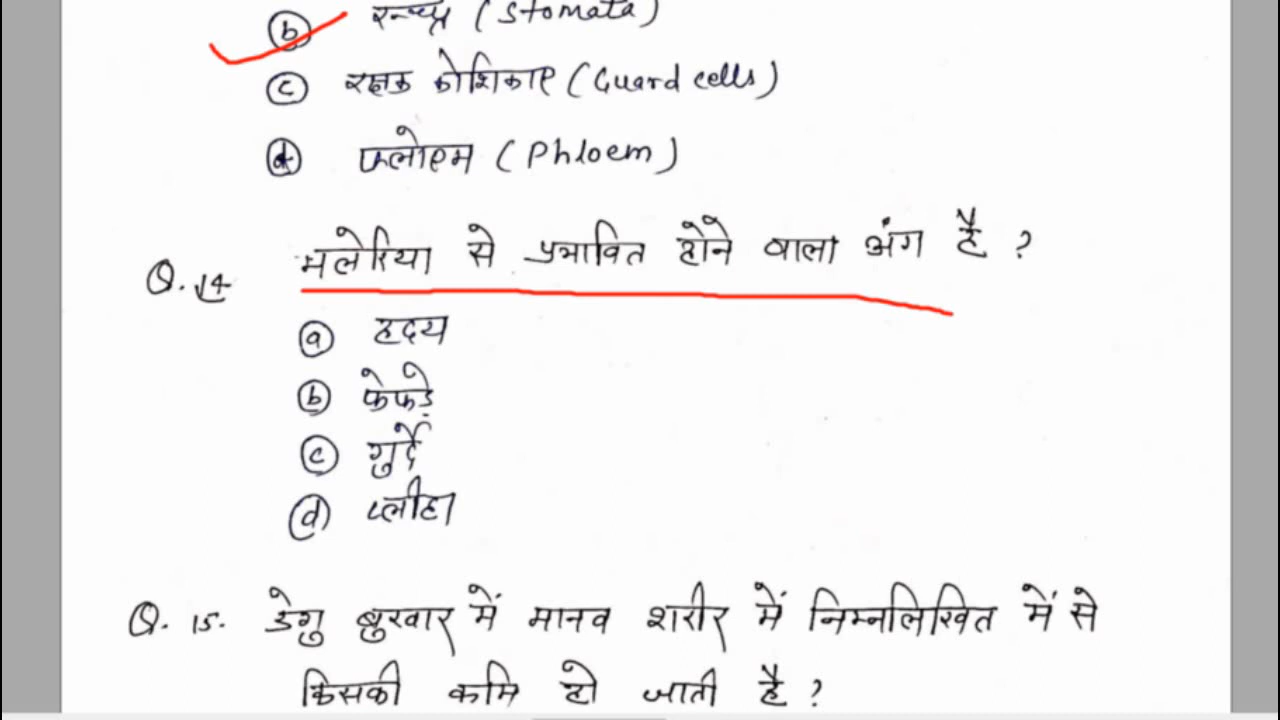 (b) रन्ध्र (Stomata)
(c) रक्षक कोशिकाए (Guard cells)
(d) फ्लोएम (Phloem)
Q. 14 मलेरिया से प्रभावित होने वाला अंग है ?
(a) हृदय
(b) फेफड़े
(c) गुर्दे
(d) प्लीहा
Q. 15. डेगु बुखार में मानव शरीर में निम्नलिखित में से
किसकी कमि हो जाती है ?